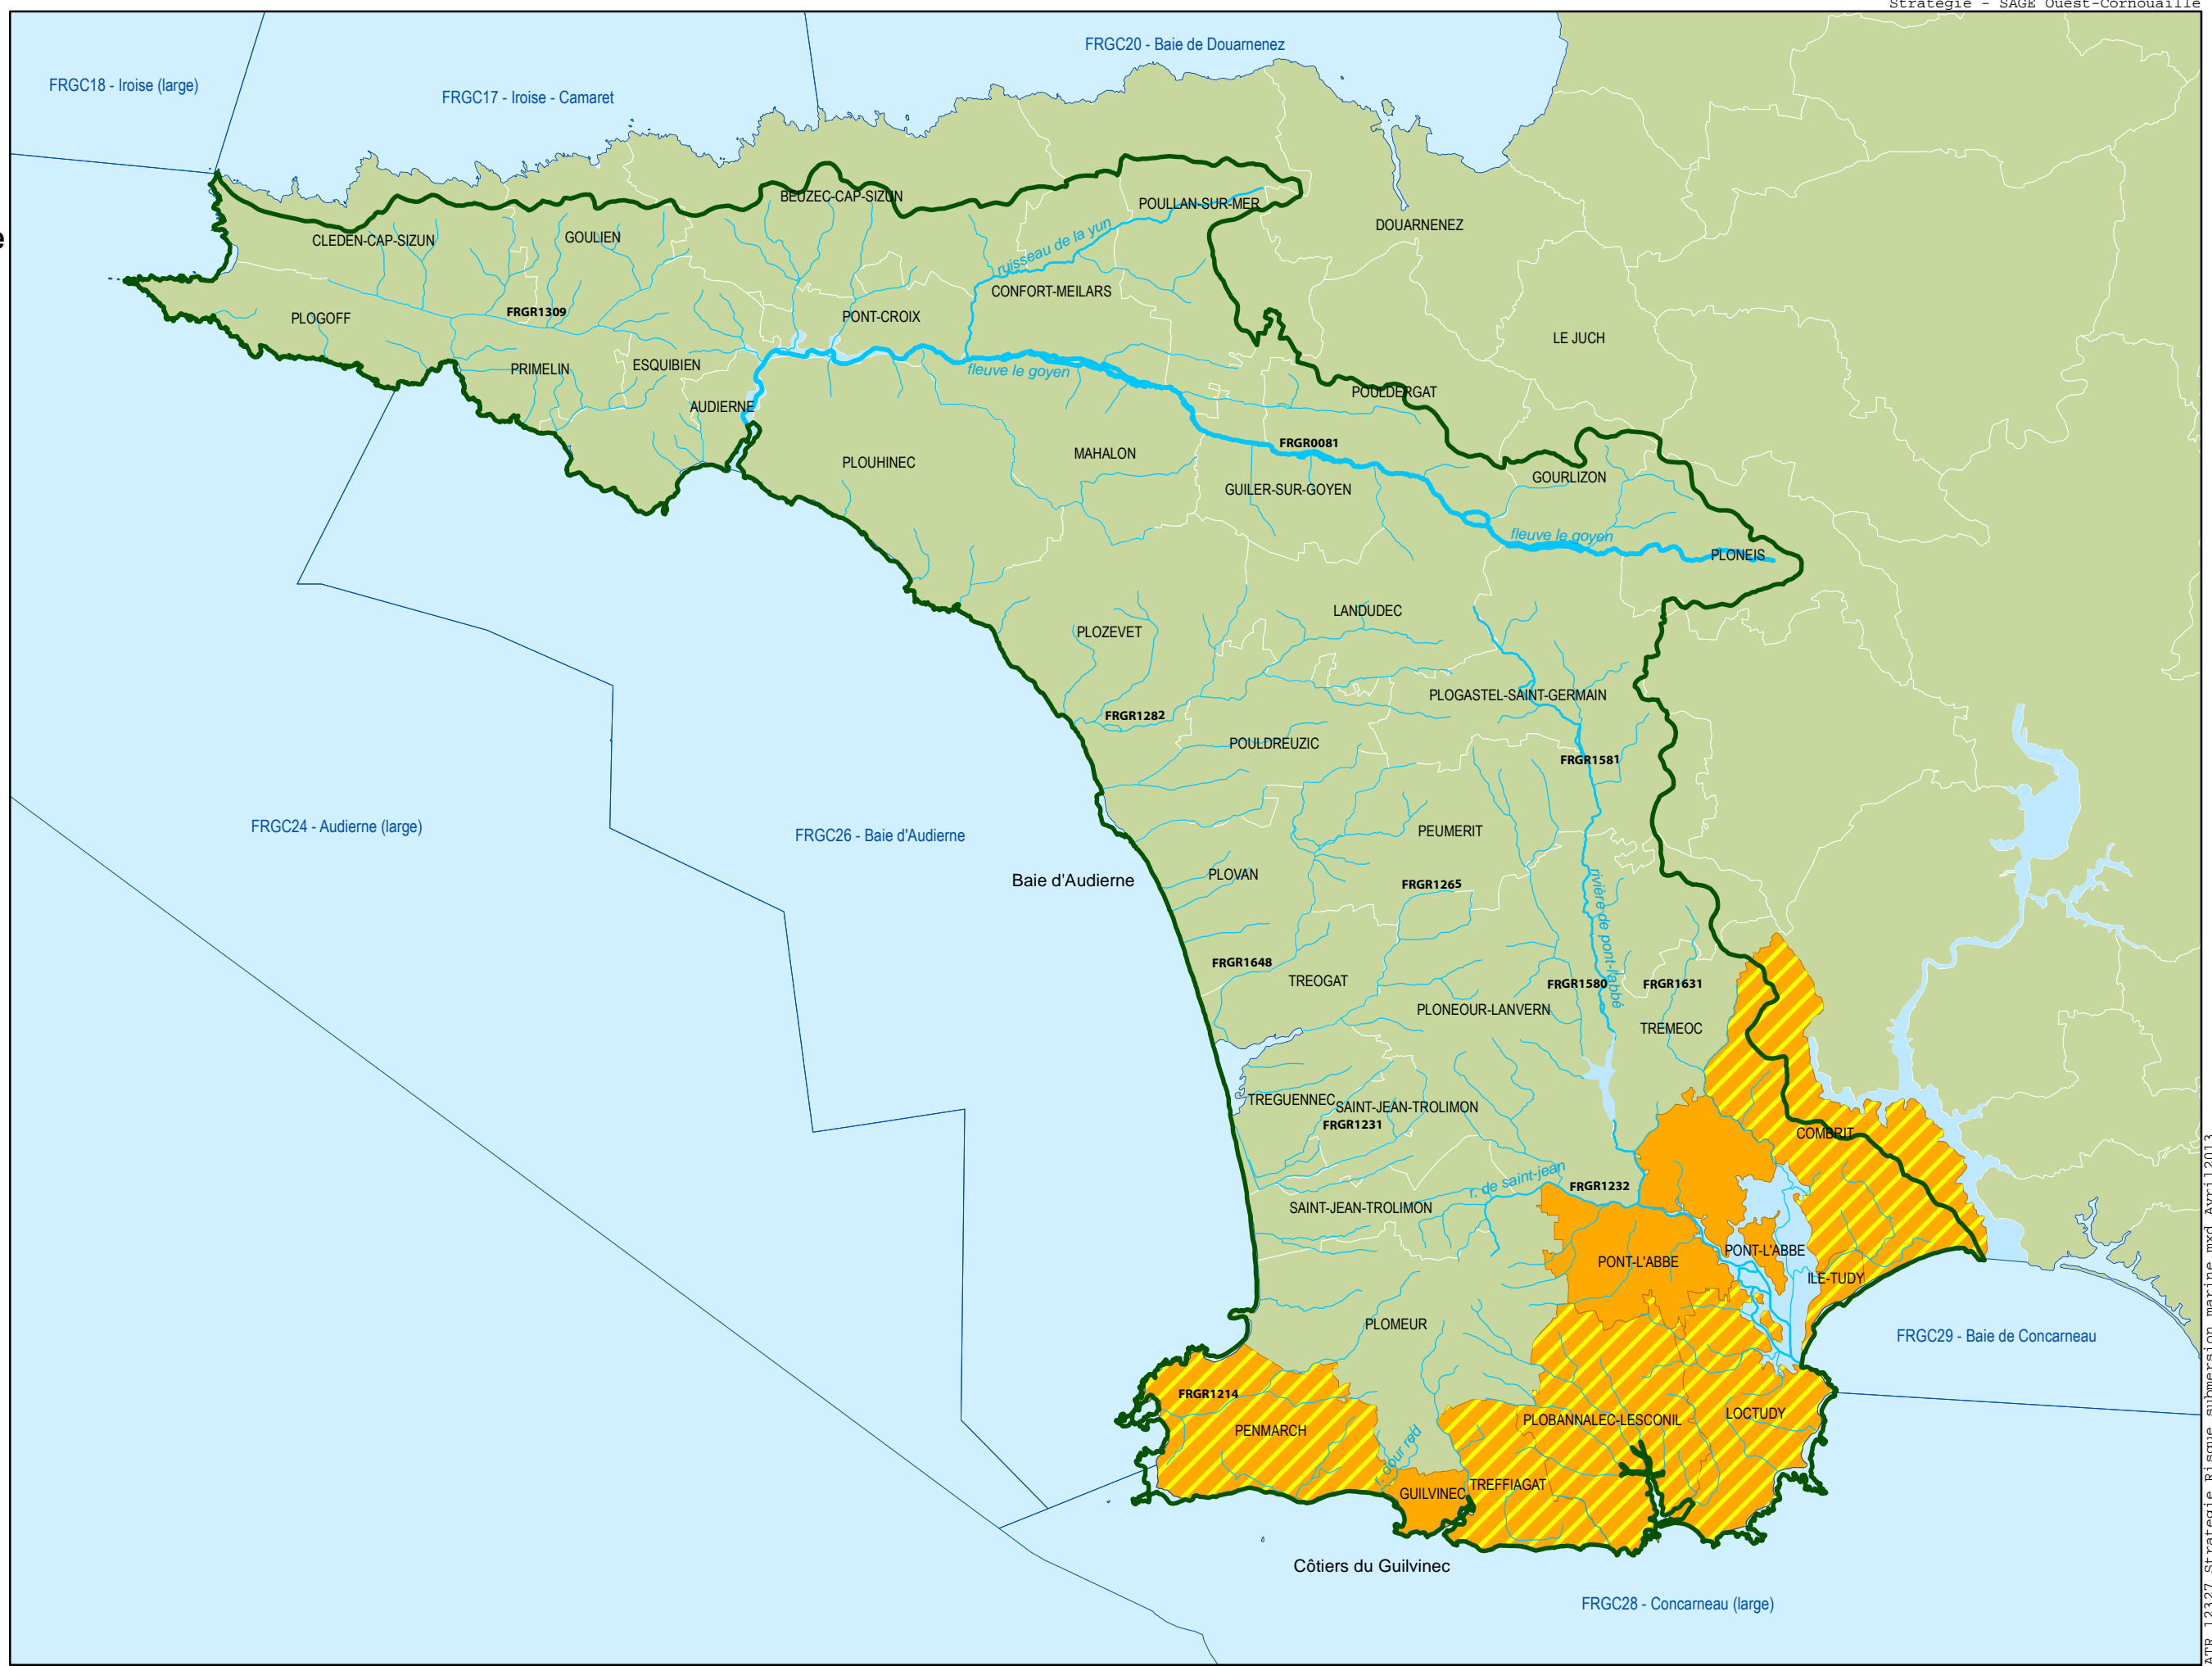 Stratégie - SAGE Ouest-Cornouaille
FRGC20 - Baie de Douarnenez
FRGC18 - Iroise (large)
FRGC17 - Iroise - Camaret
BEUZEC-CAP-SIZUN
POULLAN-SUR-MER
DOUARNENEZ
CLEDEN-CAP-SIZUN
GOULIEN
ruisseau de la yun
CONFORT-MEILARS
FRGR1309
PLOGOFF
PONT-CROIX
LE JUCH
PRIMELIN
ESQUIBIEN
fleuve le goyen
POULDERGAT
AUDIERNE
FRGR0081
PLOUHINEC
MAHALON
GOURLIZON
GUILER-SUR-GOYEN
fleuve le goyen
PLONEIS
LANDUDEC
PLOZEVET
PLOGASTEL-SAINT-GERMAIN
FRGR1282
POULDREUZIC
FRGR1581
FRGC24 - Audierne (large)
FRGC26 - Baie d'Audierne
PEUMERIT
Baie d'Audierne
PLOVAN
FRGR1265
rivière de pont-l'abbé
FRGR1648
TREOGAT
FRGR1580
FRGR1631
PLONEOUR-LANVERN
TREMEOC
TREGUENNEC
SAINT-JEAN-TROLIMON
FRGR1231
COMBRIT
r. de saint-jean
FRGR1232
SAINT-JEAN-TROLIMON
PONT-L'ABBE
PONT-L'ABBE
ILE-TUDY
PLOMEUR
FRGC29 - Baie de Concarneau
FRGR1214
PENMARCH
PLOBANNALEC-LESCONIL
LOCTUDY
r. dour red
TREFFIAGAT
GUILVINEC
Côtiers du Guilvinec
FRGC28 - Concarneau (large)